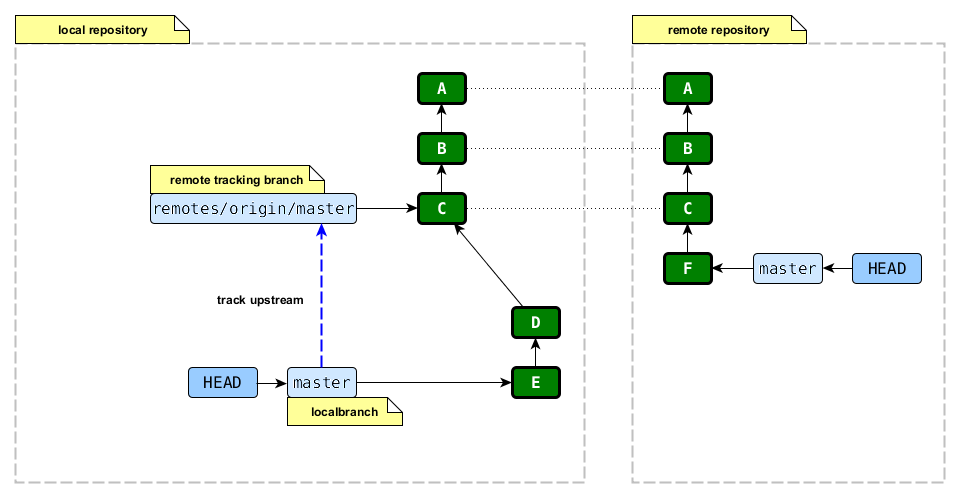 local repository
remote repository
A
A
B
B
remote tracking branch
remotes/origin/master
C
C
F
master
HEAD
track upstream
D
HEAD
master
E
localbranch